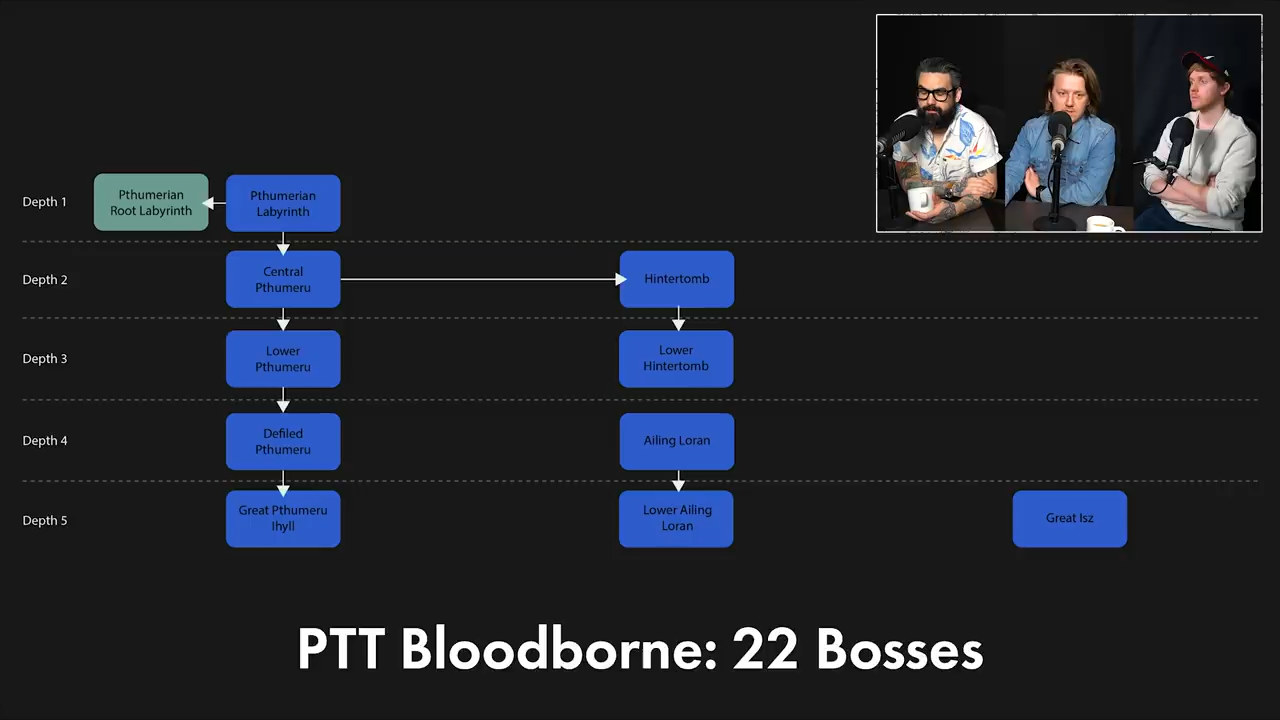 Depth 1
Pthumerian
Root Labyrinth
Pthumerian
Labyrinth
Depth 2
Central
Pthumeru
Hintertomb
Depth 3
Lower
Pthumeru
Lower
Hintertomb
Depth 4
Defiled
Pthumeru
Ailing Loran
Depth 5
Great Pthumeru
Ihyll
Lower Ailing
Loran
Great Isz
PTT Bloodborne: 22 Bosses